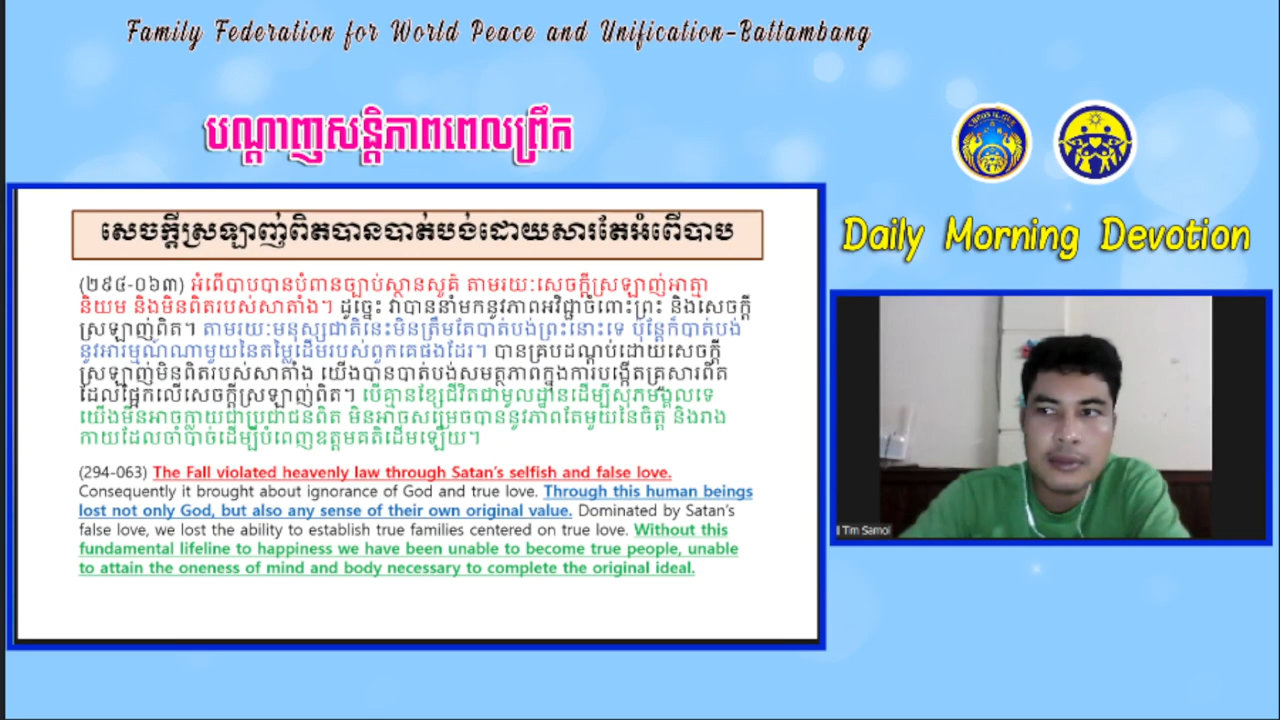 Family Federation for World Peace and Unification-Battambang
បណ្តាញសន្តិភាពពេលព្រឹក
Daily Morning Devotion
សេចក្តីស្រឡាញ់ពិតបានបាត់បង់ដោយសារតែអំពើបាប
(២៩៤-០៦៣) អំពើបាបបានបំពានច្បាប់ស្ថានសួគ៌ តាមរយៈសេចក្តីស្រឡាញ់អាត្មា
និយម និងមិនពិតរបស់សាតាំង។ ដូច្នេះ វាបាននាំមកនូវភាពអវិជ្ជាចំពោះព្រះ និងសេចក្តី
ស្រឡាញ់ពិត។ តាមរយៈមនុស្សជាតិនេះមិនត្រឹមតែបាត់បង់ព្រះនោះទេ ប៉ុន្តែក៏បាត់បង់
នូវអារម្មណ៍ណាមួយនៃតម្លៃដើមរបស់ពួកគេផងដែរ។ បានគ្របដណ្តប់ដោយសេចក្តី
ស្រឡាញ់មិនពិតរបស់សាតាំង យើងបានបាត់បង់សមត្ថភាពក្នុងការបង្កើតគ្រួសារពិត
ដែលផ្អែកលើសេចក្តីស្រឡាញ់ពិត។ បើគ្មានខ្សែជីវិតជាមូលដ្ឋានដើម្បីសុភមង្គលទេ
យើងមិនអាចក្លាយជាប្រជាជនពិត មិនអាចសម្រេចបាននូវភាពតែមួយនៃចិត្ត និងរាង
កាយដែលចាំបាច់ដើម្បីបំពេញឧត្តមគតិដើមឡើយ។
(294-063) The Fall violated heavenly law through Satan's selfish and false love.
Consequently it brought about ignorance of God and true love. Through this human beings
lost not only God, but also any sense of their own original value. Dominated by Satan's
false love, we lost the ability to establish true families centered on true love. Without this
fundamental lifeline to happiness we have been unable to become true people, unable
to attain the oneness of mind and body necessary to complete the original ideal.
Tim Samol